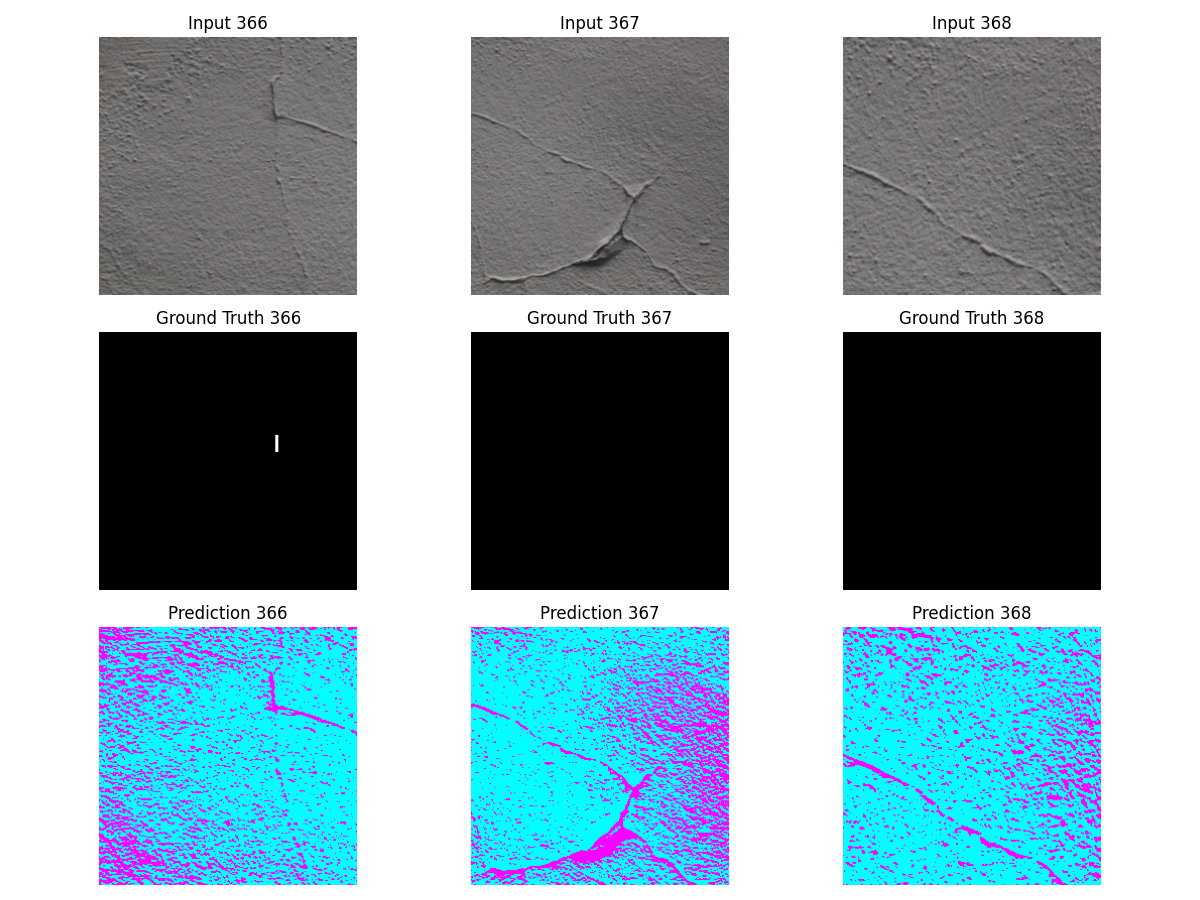 Input 366
Input 367
Input 368
Ground Truth 366
Ground Truth 367
Ground Truth 368
Prediction 366
Prediction 367
Prediction 368